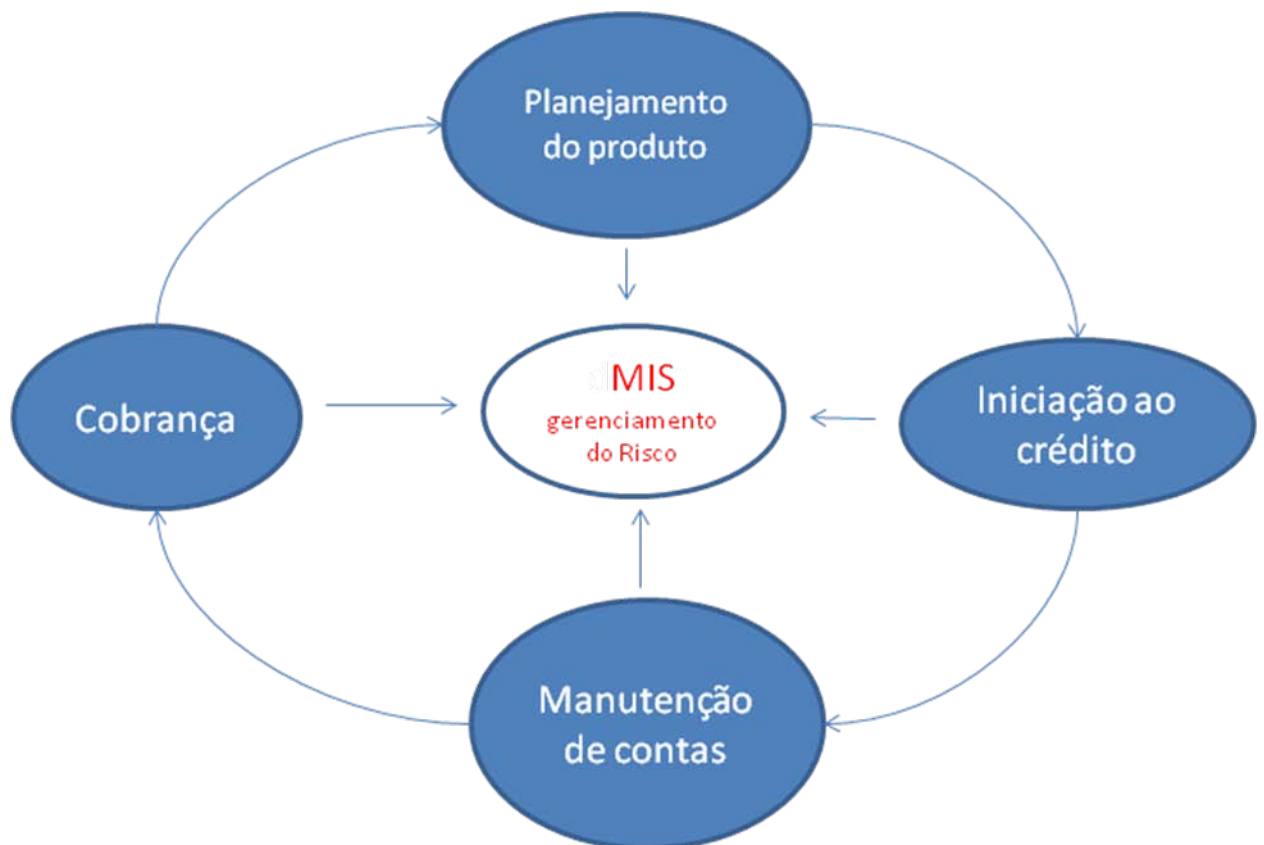 Planejamento
do produto
Cobrança
MIS
gerenciamento
do Risco
Iniciação ao
crédito
Manutenção
de contas